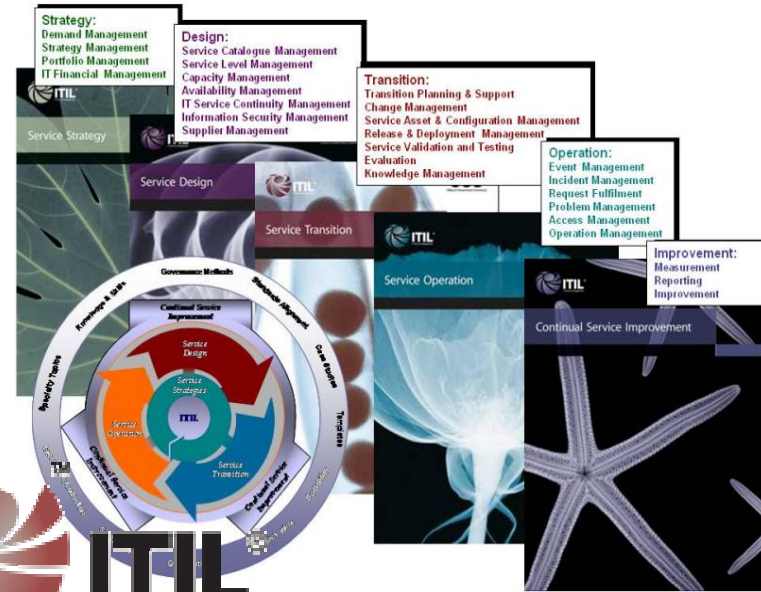 Strategy:
Demand Management
Strategy Management
Portfolio Management
IT Financial Management
Design:
Service Catalogue Management
Service Level Management
Capacity Management
Availability Management
IT Service Continuity Management
Information Security Management
Supplier Management
Transition:
Transition Planning & Support
Change Management
Service Asset & Configuration Management
Release & Deployment Management
Service Validation and Testing
Evaluation
Knowledge Management
Operation:
Event Management
Incident Management
Request Fulfilment
Problem Management
Access Management
Operation Management
Improvement:
Measurement
Reporting
Improvement
ITIL
Service Strategy
ITIL
Service Design
ITIL
Service Transition
ITIL
Service Operation
ITIL
Continual Service Improvement
Governance Methods
Standards Alignment
Case Studies
Templates
Knowledge & Skills
Specialty Topics
Continual Service
Improvement
Service
Design
Service
Strategies
ITIL
Service
Operation
Service
Transition
Continual Service
Improvement
Continual Service
Improvement
TM
ITIL®